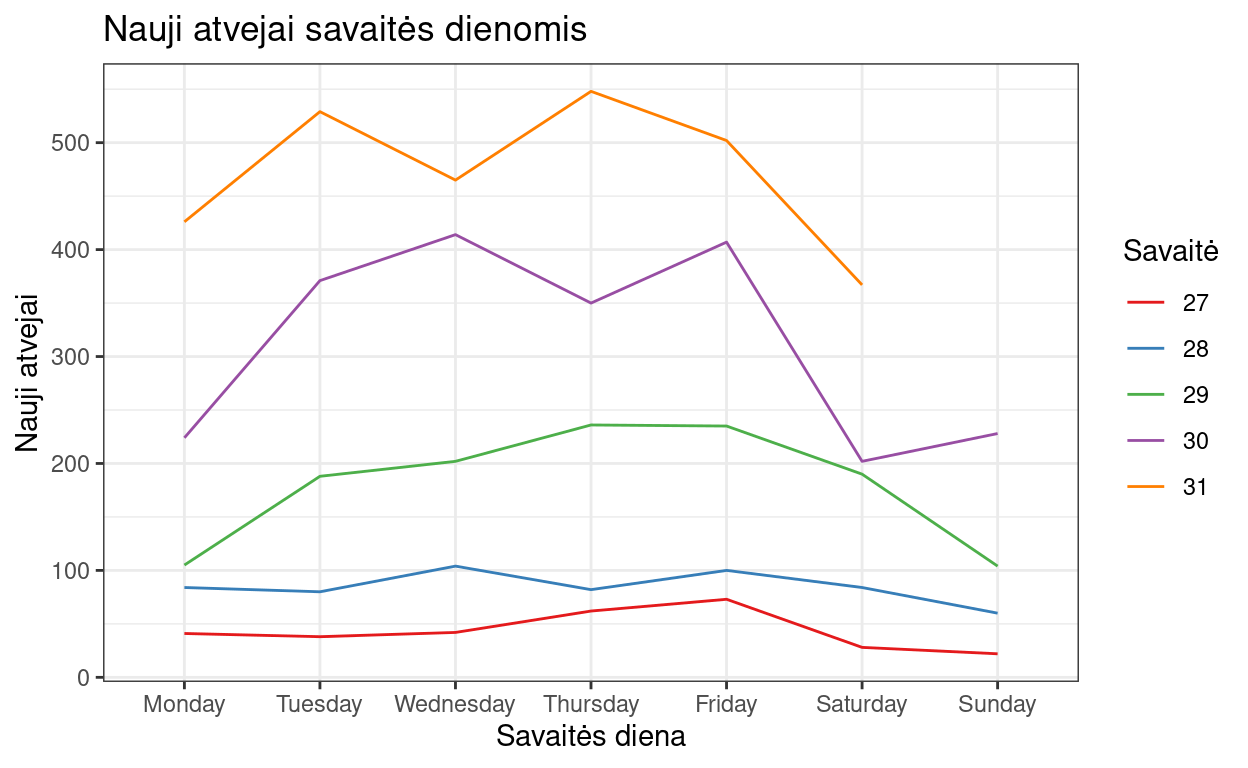 Nauji atvejai savaitės dienomis
Nauji atvejai
500
400
300
200
100
0
Monday Tuesday Wednesday Thursday Friday Saturday Sunday
Savaitės diena
Savaitė
27
28
29
30
31